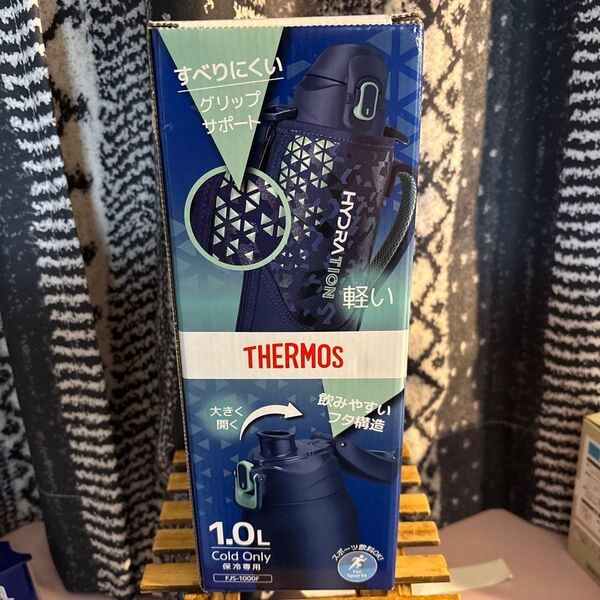 すべりにくい
グリップ
サポート
HYDRATION
軽い
THERMOS
大きく
開く
飲みやすい
フタ構造
1.0L
Cold Only
保冷専用
FJS-1000F
スポーツ飲料OK!
For
Sports